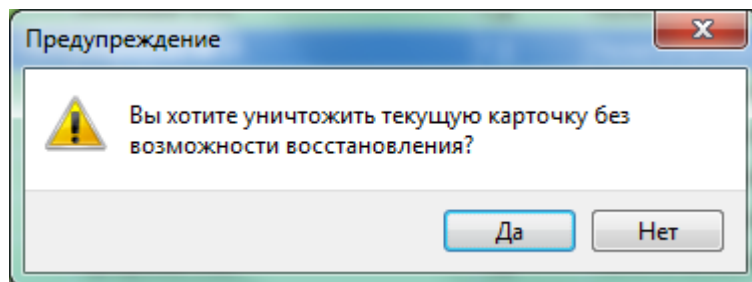 Предупреждение
Вы хотите уничтожить текущую карточку без
возможности восстановления?
Да
Нет